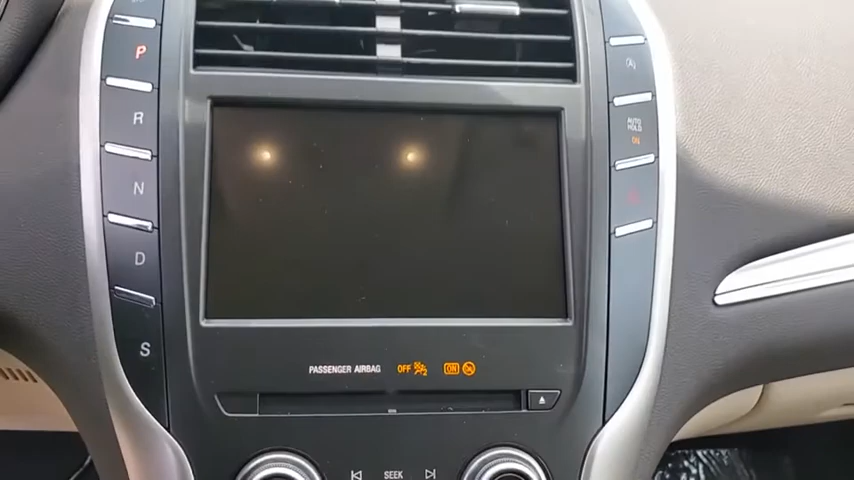 P
R
N
D
S
AUTO
HOLD
ON
PASSENGER AIRBAG OFF ON
SEEK